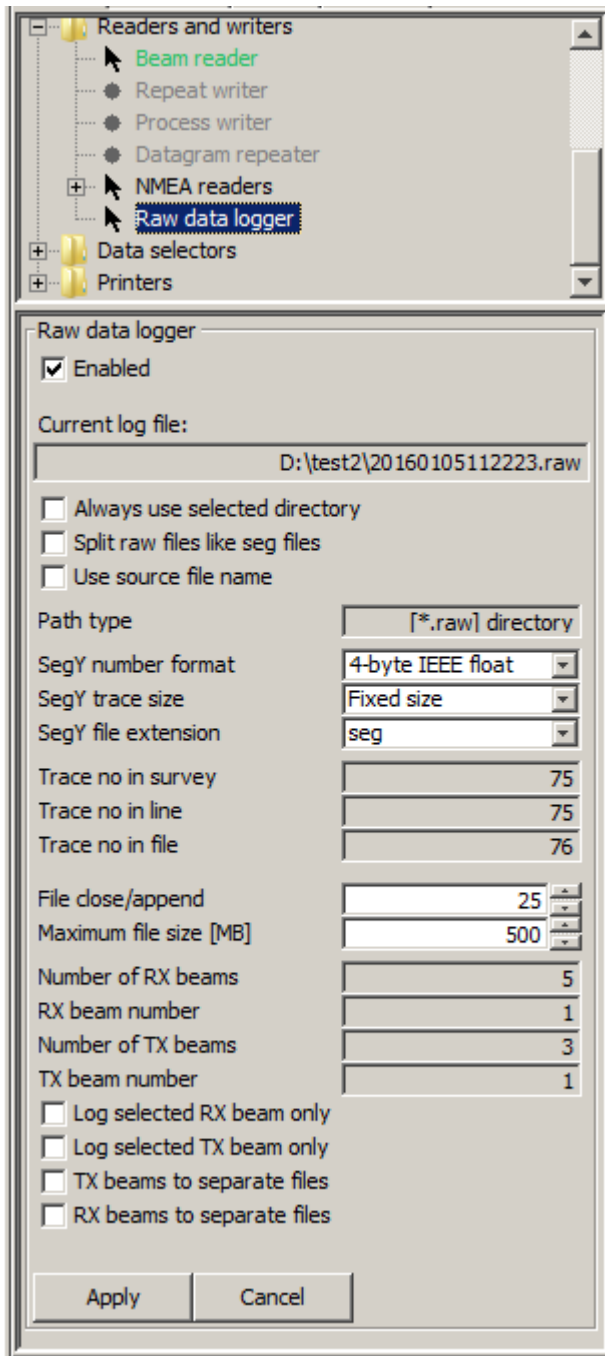 Readers and writers
Beam reader
Repeat writer
Process writer
Datagram repeater
NMEA readers
Raw data logger
Data selectors
Printers
Raw data logger
Enabled
Current log file:
D:\test2\20160105112223.raw
Always use selected directory
Split raw files like seg files
Use source file name
Path type [*.raw] directory
SegY number format 4-byte IEEE float
SegY trace size Fixed size
SegY file extension seg
Trace no in survey 75
Trace no in line 75
Trace no in file 76
File close/append 25
Maximum file size [MB] 500
Number of RX beams 5
RX beam number 1
Number of TX beams 3
TX beam number 1
Log selected RX beam only
Log selected TX beam only
TX beams to separate files
RX beams to separate files
Apply Cancel